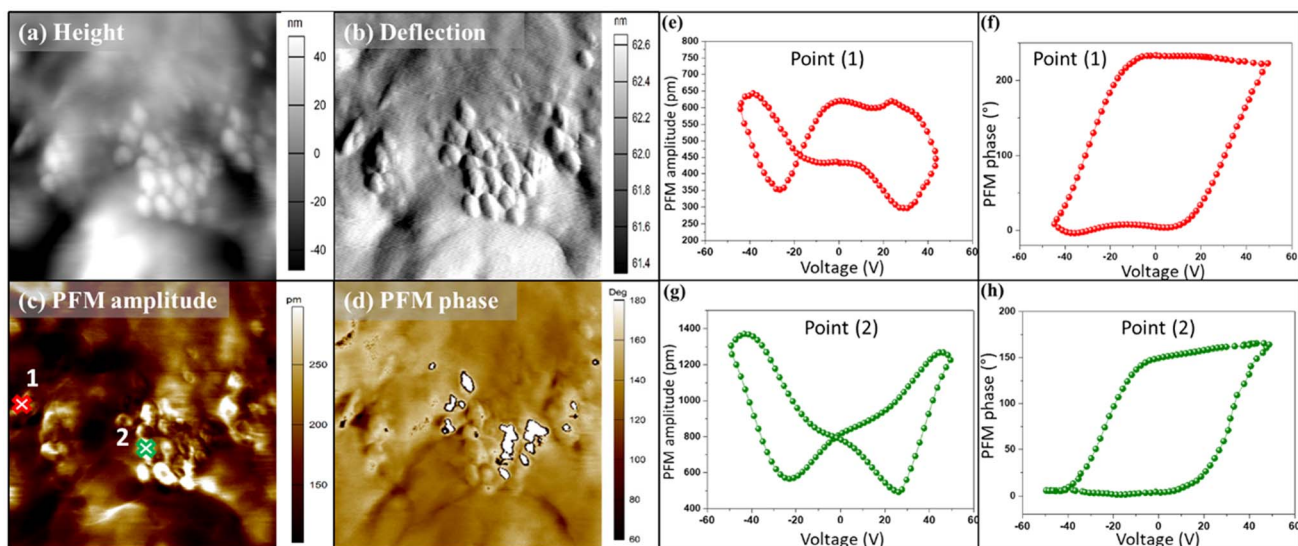 (a) Height
nm
40
20
0
-20
-40
(b) Deflection
nm
62.6
62.4
62.2
62.0
61.8
61.6
61.4
(c) PFM amplitude
pm
250
200
150
1
2
(d) PFM phase
Deg
180
160
140
120
100
80
60
(e)
Point (1)
PFM amplitude (pm)
800
750
700
650
600
550
500
450
400
350
300
250
200
-60 -40 -20 0 20 40 60
Voltage (V)
(f)
Point (1)
PFM phase (°)
200
100
0
-60 -40 -20 0 20 40 60
Voltage (V)
(g)
Point (2)
PFM amplitude (pm)
1400
1200
1000
800
600
400
-60 -40 -20 0 20 40 60
Voltage (V)
(h)
Point (2)
PFM phase (°)
200
150
100
50
0
-60 -40 -20 0 20 40 60
Voltage (V)